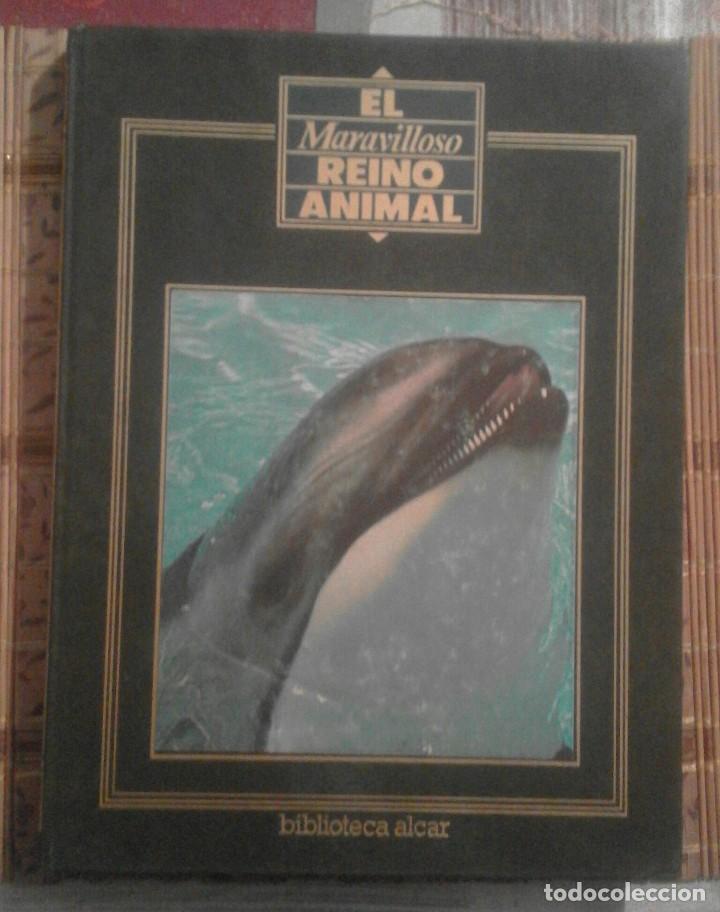 EL
Maravilloso
REINO
ANIMAL
biblioteca alcar
todocoleccion